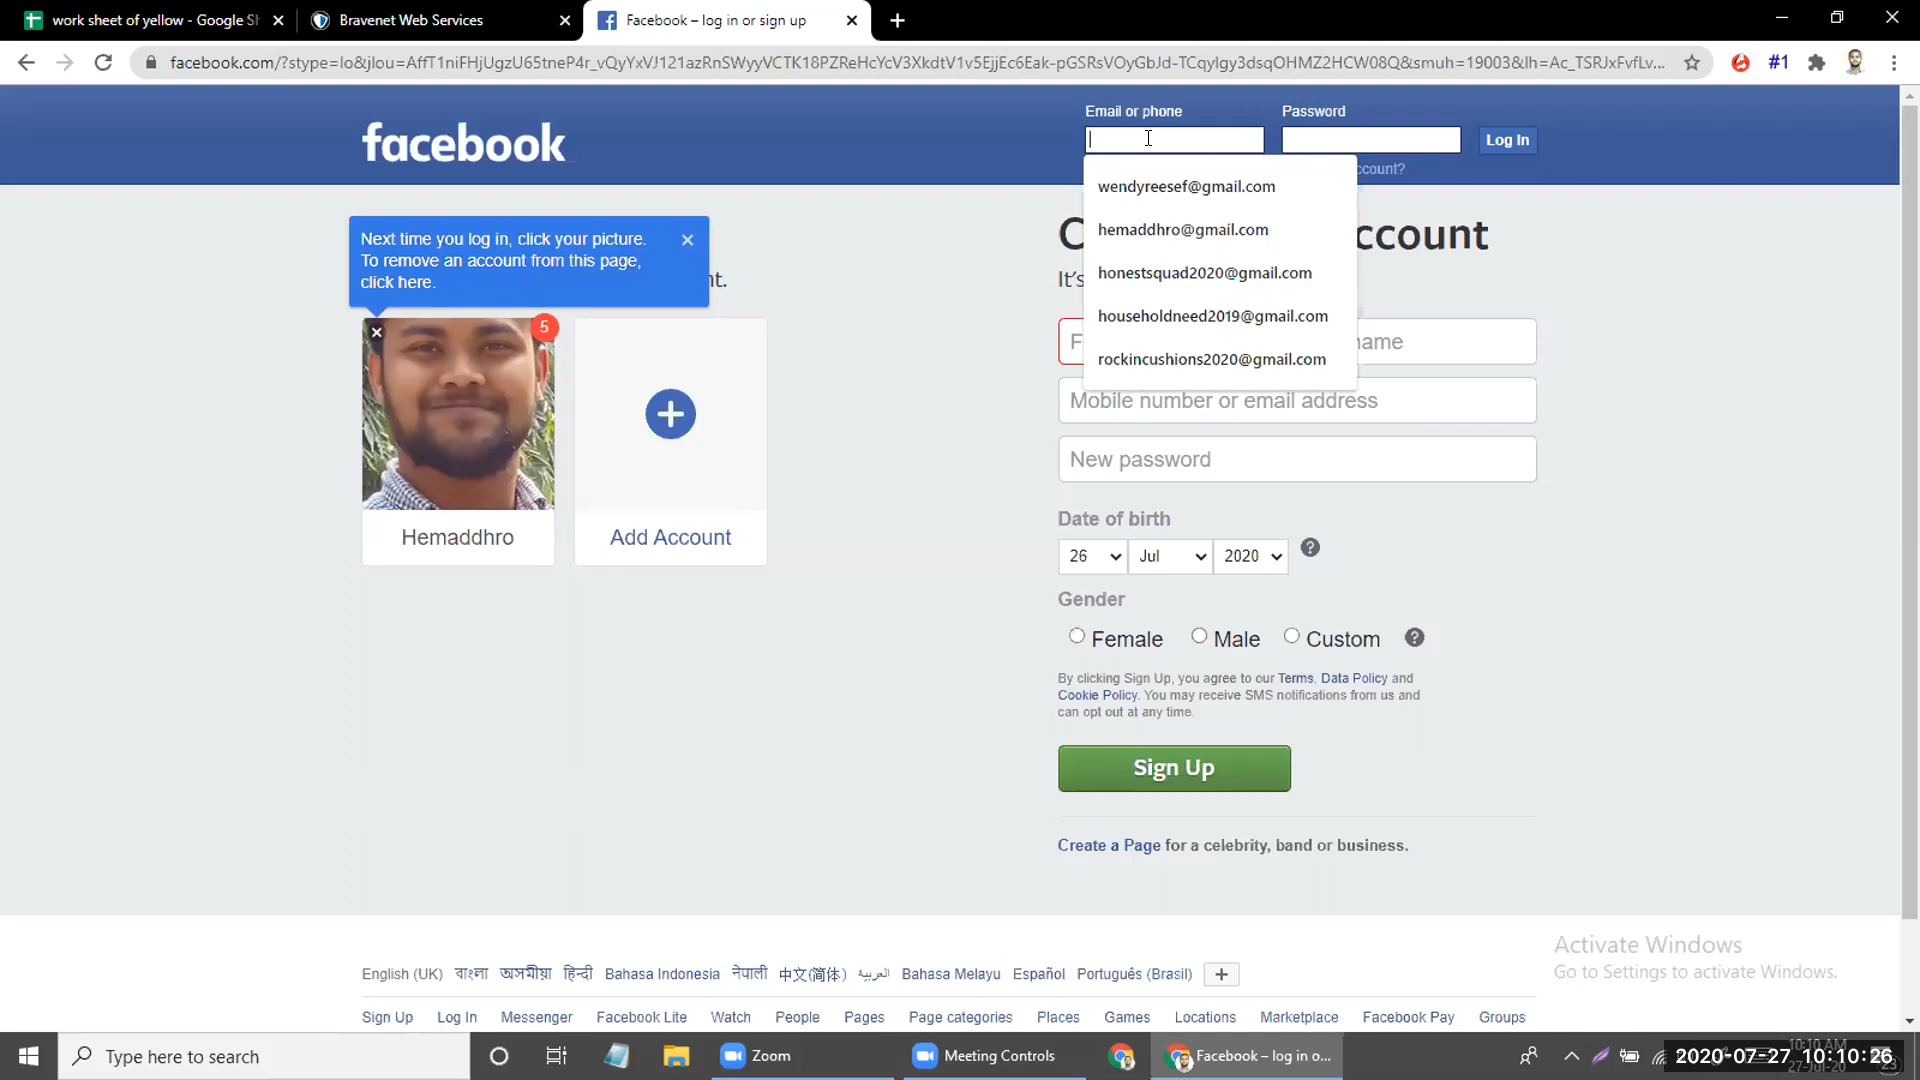 work sheet of yellow - Google Sh
Bravenet Web Services
Facebook – log in or sign up
facebook.com/?stype=lo&jlou=AffT1niFHjUgzU65tneP4r_vQyYxVJ121azRnSWyyVCTK18PZReHcYcV3XkdtV1v5EjjEc6Eak-pGSRsVOyGbJd-TCqyIgy3dsqOHMZ2HCW08Q&smuh=19003&lh=Ac_TSRJxFvfLv...
#1
facebook
Email or phone
Password
Log In
ccount?
wendyreesef@gmail.com
hemaddhro@gmail.com
honestsquad2020@gmail.com
householdneed2019@gmail.com
rockincushions2020@gmail.com
Next time you log in, click your picture.
To remove an account from this page,
click here.
nt.
5
Hemaddhro
Add Account
C
ccount
It's
F
name
Mobile number or email address
New password
Date of birth
26
Jul
2020
Gender
Female
Male
Custom
By clicking Sign Up, you agree to our Terms, Data Policy and
Cookie Policy. You may receive SMS notifications from us and
can opt out at any time.
Sign Up
Create a Page for a celebrity, band or business.
Activate Windows
Go to Settings to activate Windows.
English (UK) বাংলা অসমীয়া हिन्दी Bahasa Indonesia नेपाली 中文(简体) العربية Bahasa Melayu Español Português (Brasil)
Sign Up Log In Messenger Facebook Lite Watch People Pages Page categories Places Games Locations Marketplace Facebook Pay Groups
Type here to search
Zoom
Meeting Controls
Facebook – log in o...
10:10 AM
27-Jul-20
2020-07-27 10:10:26
23